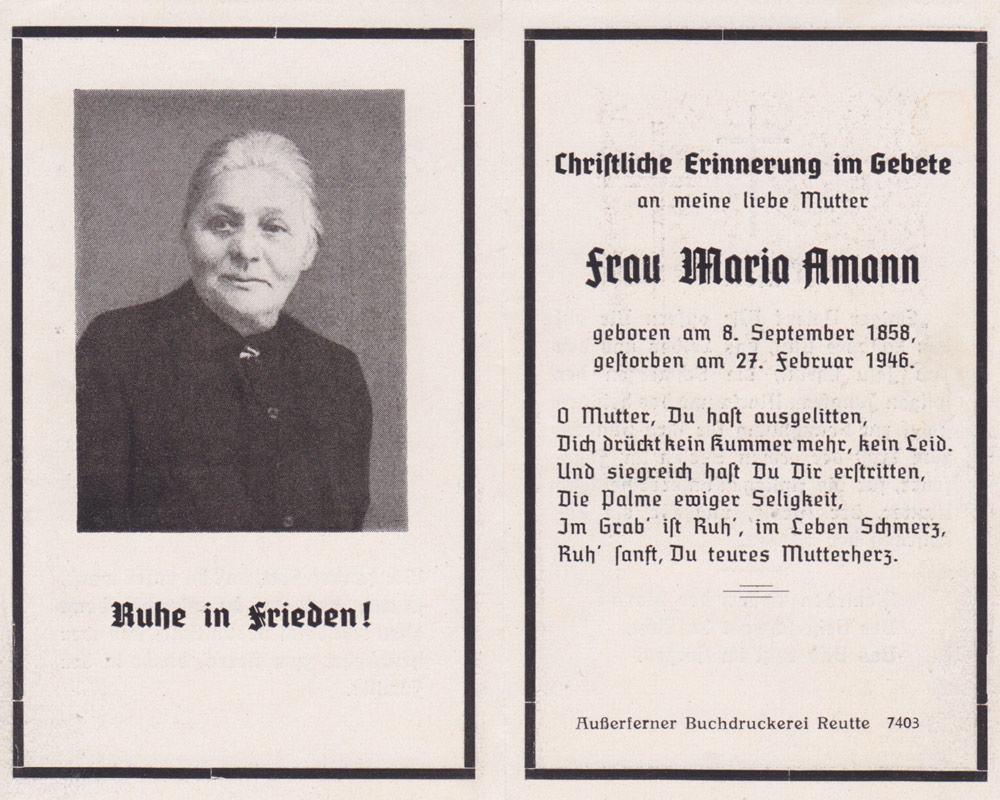 Ruhe in Frieden!
Christliche Erinnerung im Gebete
an meine liebe Mutter
Frau Maria Amann
geboren am 8. September 1858,
gestorben am 27. Februar 1946.
O Mutter, Du hast ausgelitten,
Dich drückt kein Kummer mehr, kein Leid.
Und siegreich hast Du Dir erstritten,
Die Palme ewiger Seligkeit,
Im Grab' ist Ruh', im Leben Schmerz,
Ruh' sanft, Du teures Mutterherz.
Außerferner Buchdruckerei Reutte 7403